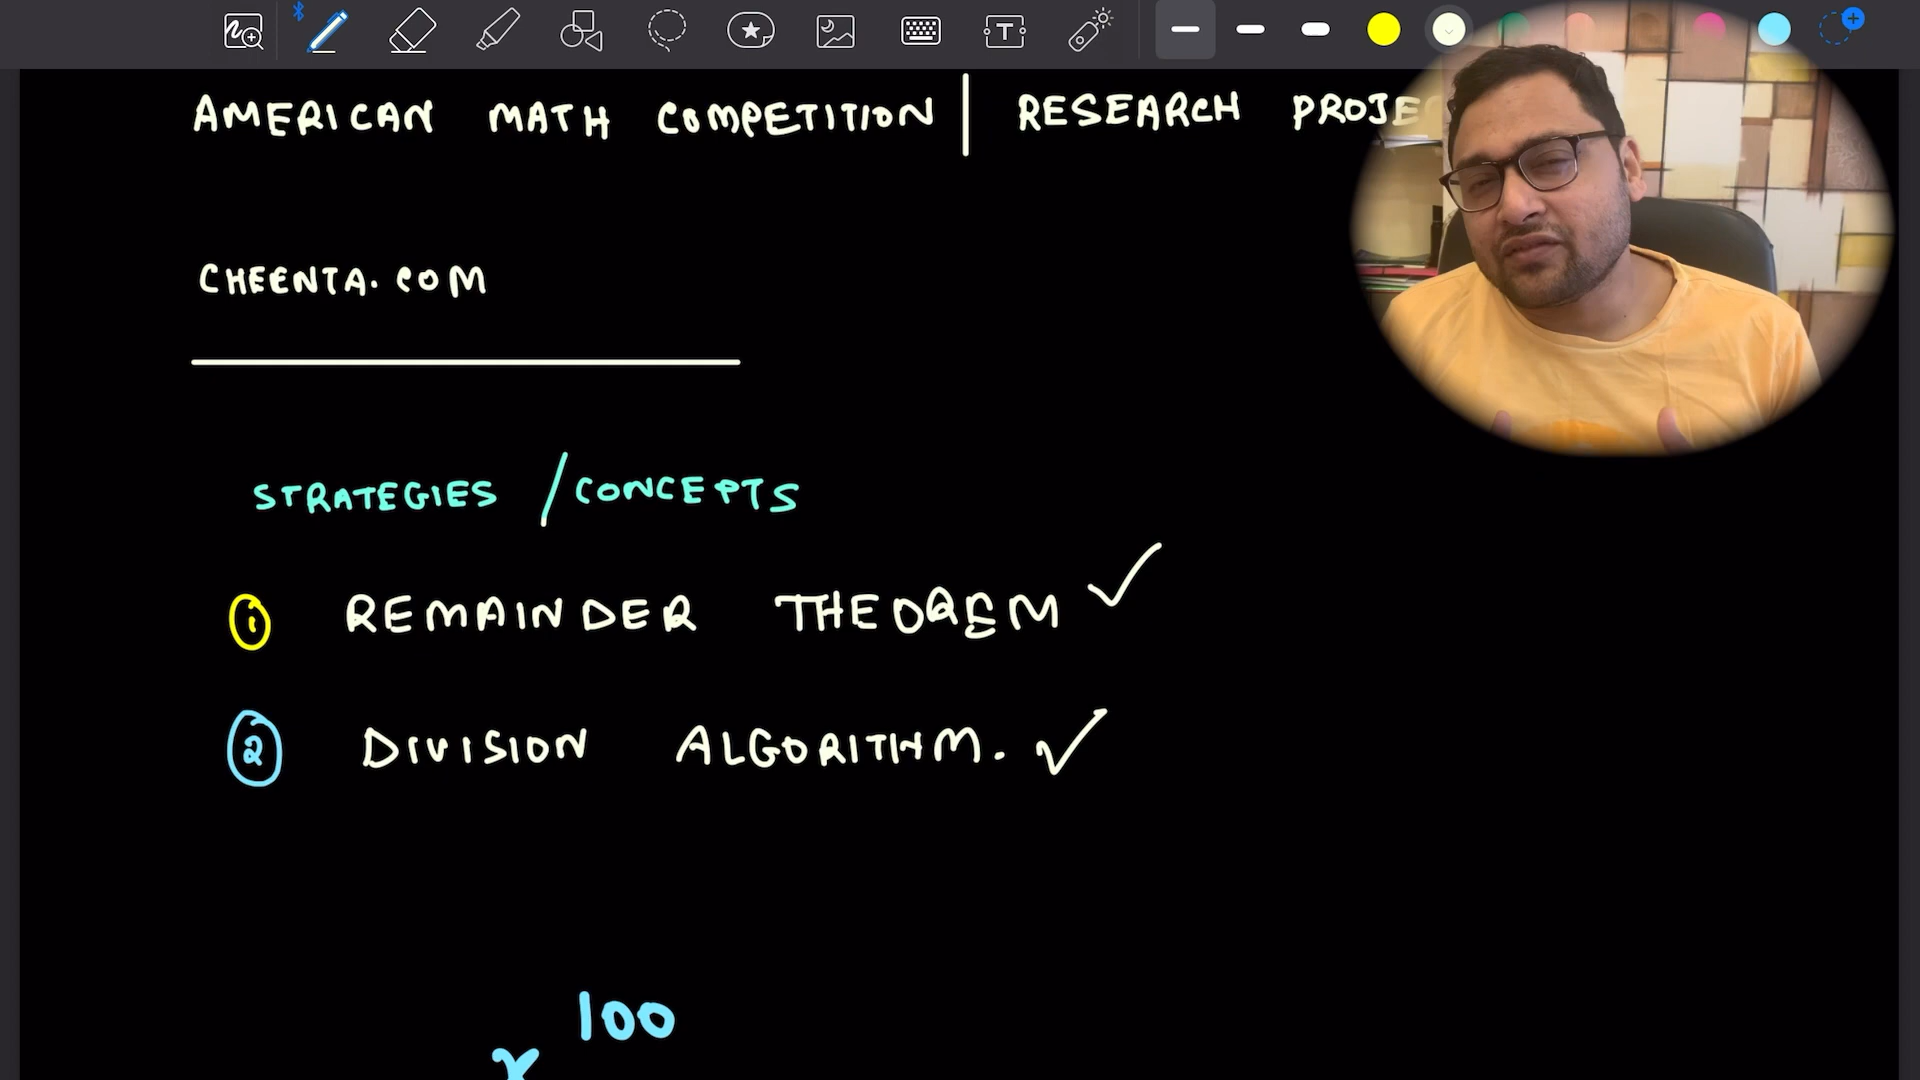 AMERICAN MATH COMPETITION | RESEARCH PROJE
CHEENTA.COM
STRATEGIES / CONCEPTS
① REMAINDER THEOREM ✓
② DIVISION ALGORITHM. ✓
x^100